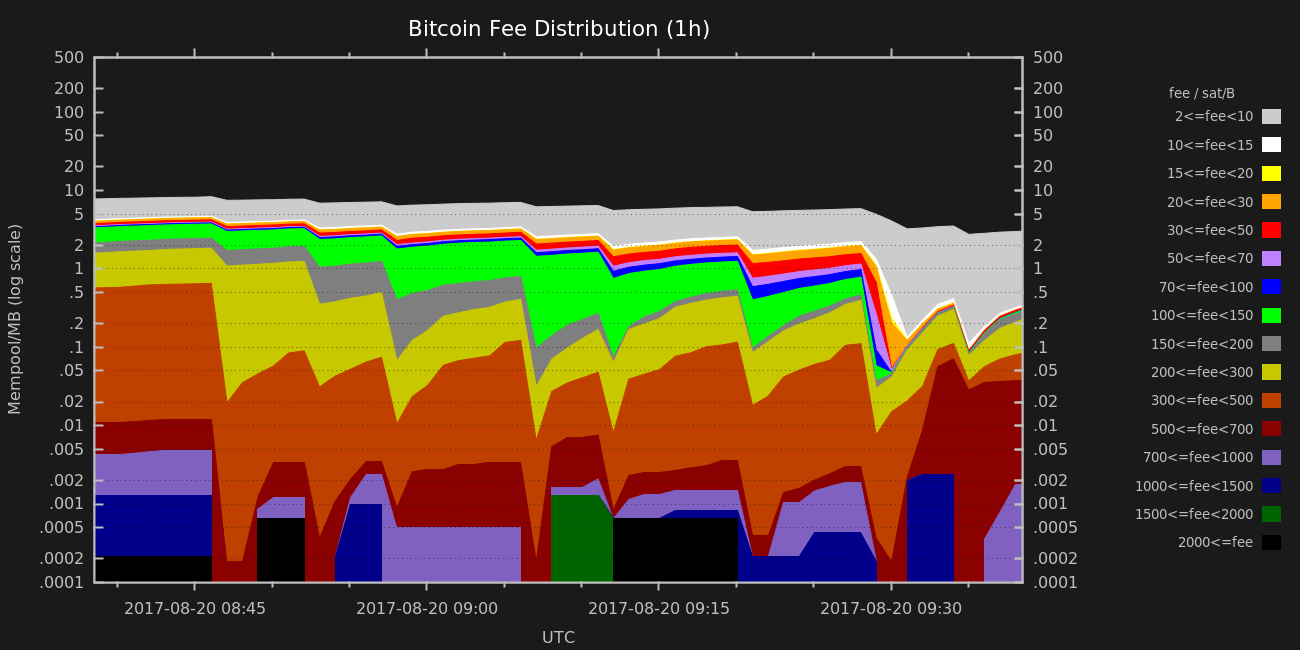 Bitcoin Fee Distribution (1h)
Mempool/MB (log scale)
500
200
100
50
20
10
5
2
1
.5
.2
.1
.05
.02
.01
.005
.002
.001
.0005
.0002
.0001
500
200
100
50
20
10
5
2
1
.5
.2
.1
.05
.02
.01
.005
.002
.001
.0005
.0002
.0001
2017-08-20 08:45
2017-08-20 09:00
2017-08-20 09:15
2017-08-20 09:30
UTC
fee / sat/B
2<=fee<10
10<=fee<15
15<=fee<20
20<=fee<30
30<=fee<50
50<=fee<70
70<=fee<100
100<=fee<150
150<=fee<200
200<=fee<300
300<=fee<500
500<=fee<700
700<=fee<1000
1000<=fee<1500
1500<=fee<2000
2000<=fee